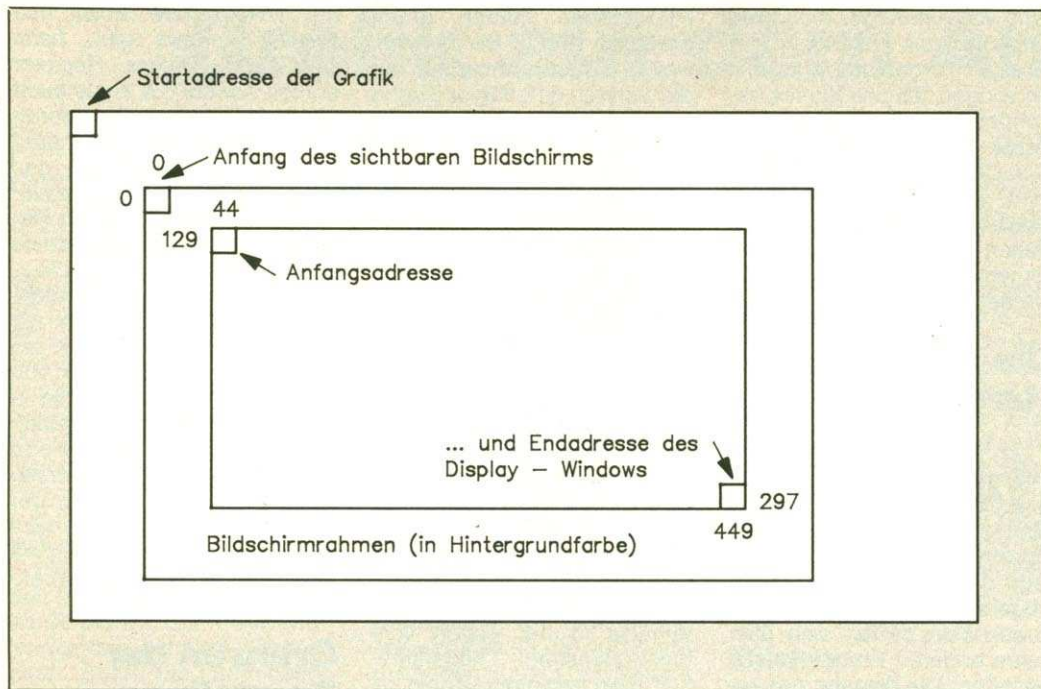 Startadresse der Grafik
0
Anfang des sichtbaren Bildschirms
0
44
129
Anfangsadresse
... und Endadresse des
Display – Windows
297
449
Bildschirmrahmen (in Hintergrundfarbe)